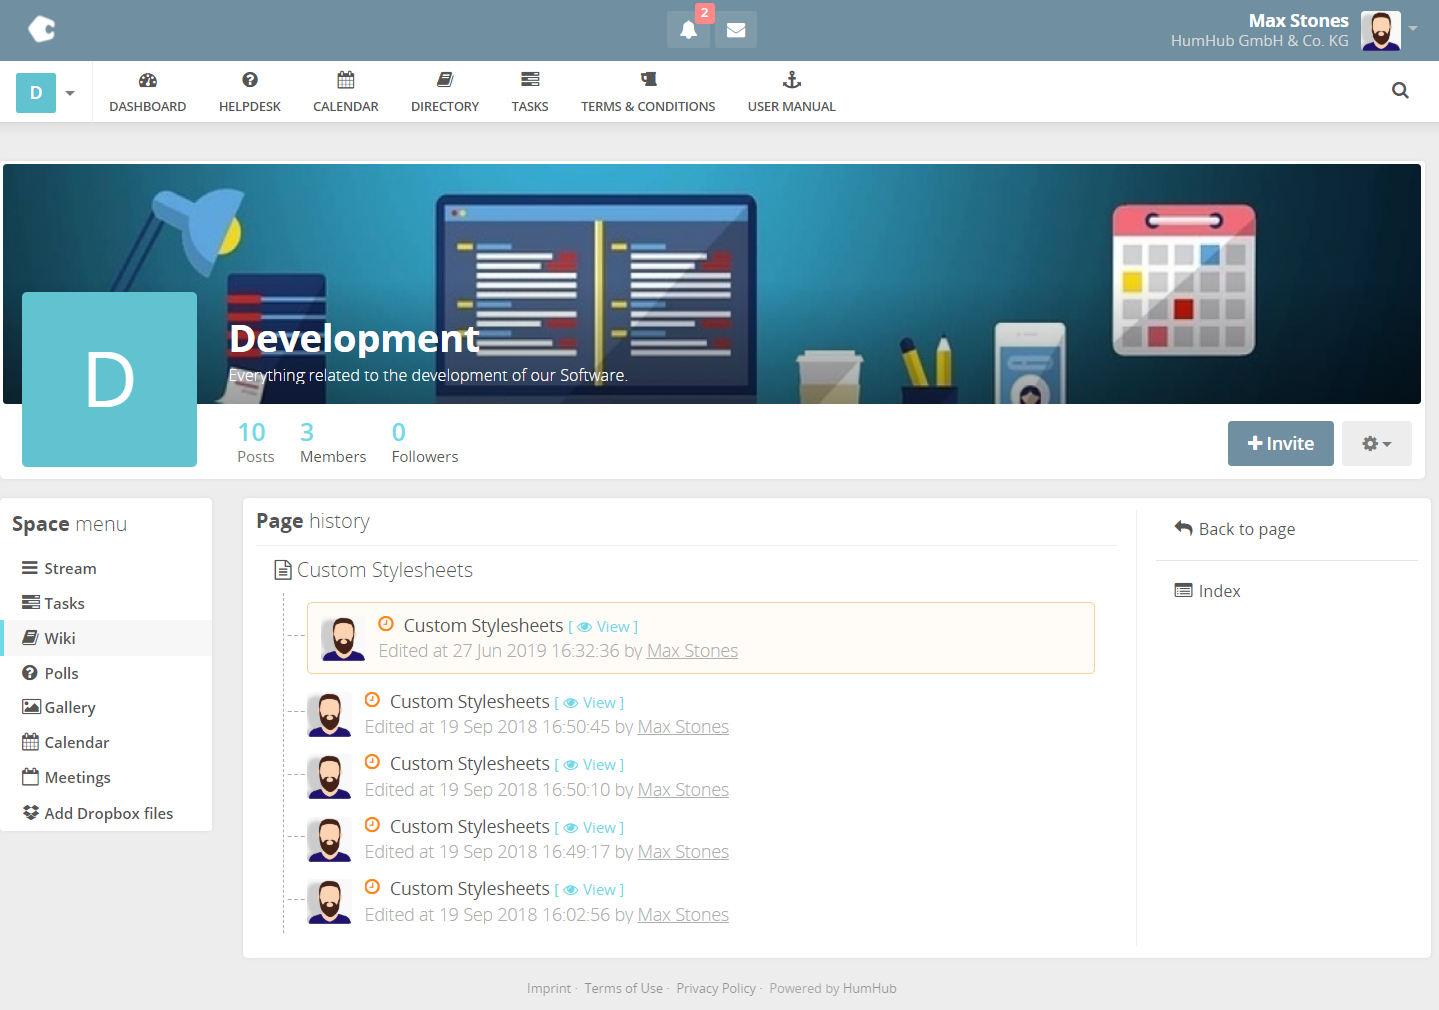 2
Max Stones
HumHub GmbH & Co. KG
D
DASHBOARD
HELPDESK
CALENDAR
DIRECTORY
TASKS
TERMS & CONDITIONS
USER MANUAL
D
Development
Everything related to the development of our Software.
10
Posts
3
Members
0
Followers
Invite
Space menu
Stream
Tasks
Wiki
Polls
Gallery
Calendar
Meetings
Add Dropbox files
Page history
Custom Stylesheets
Custom Stylesheets [ View ]
Edited at 27 Jun 2019 16:32:36 by Max Stones
Custom Stylesheets [ View ]
Edited at 19 Sep 2018 16:50:45 by Max Stones
Custom Stylesheets [ View ]
Edited at 19 Sep 2018 16:50:10 by Max Stones
Custom Stylesheets [ View ]
Edited at 19 Sep 2018 16:49:17 by Max Stones
Custom Stylesheets [ View ]
Edited at 19 Sep 2018 16:02:56 by Max Stones
Back to page
Index
Imprint · Terms of Use · Privacy Policy · Powered by HumHub